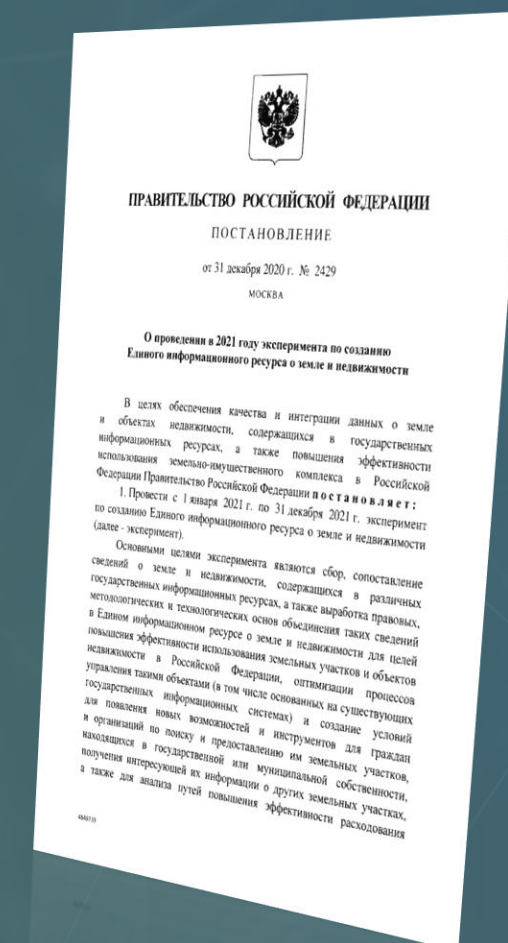 ПРАВИТЕЛЬСТВО РОССИЙСКОЙ ФЕДЕРАЦИИ
ПОСТАНОВЛЕНИЕ
от 31 декабря 2020 г. № 2429
МОСКВА
О проведении в 2021 году эксперимента по созданию
Единого информационного ресурса о земле и недвижимости
В целях обеспечения качества и интеграции данных о земле
и объектах недвижимости, содержащихся в государственных
информационных ресурсах, а также повышения эффективности
использования земельно-имущественного комплекса в Российской
Федерации Правительство Российской Федерации постановляет:
1. Провести с 1 января 2021 г. по 31 декабря 2021 г. эксперимент
по созданию Единого информационного ресурса о земле и недвижимости
(далее - эксперимент).
Основными целями эксперимента являются сбор, сопоставление
сведений о земле и недвижимости, содержащихся в различных
государственных информационных ресурсах, а также выработка правовых,
методологических и технологических основ объединения таких сведений
в Едином информационном ресурсе о земле и недвижимости для целей
повышения эффективности использования земельных участков и объектов
недвижимости в Российской Федерации, оптимизации процессов
управления такими объектами (в том числе основанных на существующих
государственных информационных системах) и создание условий
для появления новых возможностей и инструментов для граждан
и организаций по поиску и предоставлению им земельных участков,
находящихся в государственной или муниципальной собственности,
получения интересующей их информации о других земельных участках,
а также для анализа путей повышения эффективности расходования